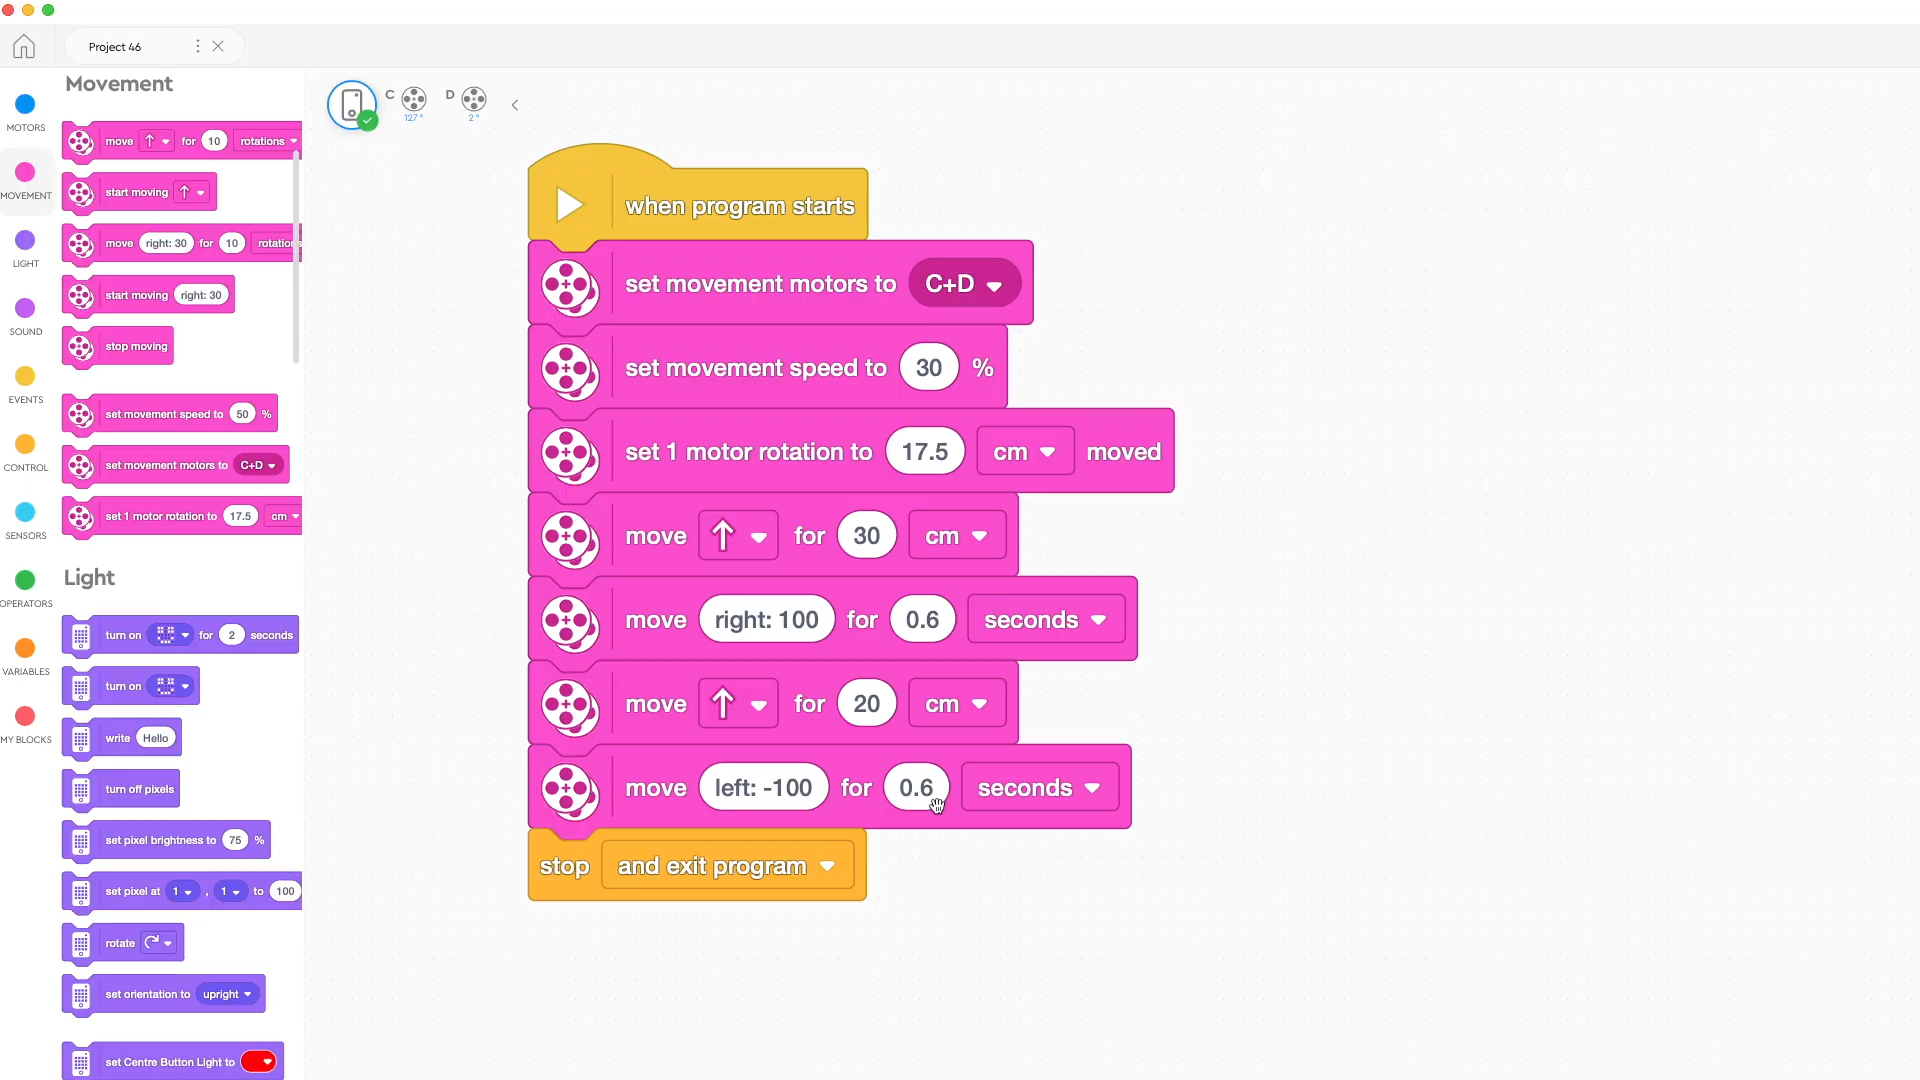 Project 46
MOTORS
MOVEMENT
LIGHT
SOUND
EVENTS
CONTROL
SENSORS
OPERATORS
VARIABLES
MY BLOCKS
Movement
move for 10 rotations
start moving
move right: 30 for 10 rotations
start moving right: 30
stop moving
set movement speed to 50 %
set movement motors to C+D
set 1 motor rotation to 17.5 cm
Light
turn on for 2 seconds
turn on
write Hello
turn off pixels
set pixel brightness to 75 %
set pixel at 1 , 1 to 100
rotate
set orientation to upright
set Centre Button Light to
C 127 °
D 2 °
when program starts
set movement motors to C+D
set movement speed to 30 %
set 1 motor rotation to 17.5 cm moved
move for 30 cm
move right: 100 for 0.6 seconds
move for 20 cm
move left: -100 for 0.6 seconds
stop and exit program